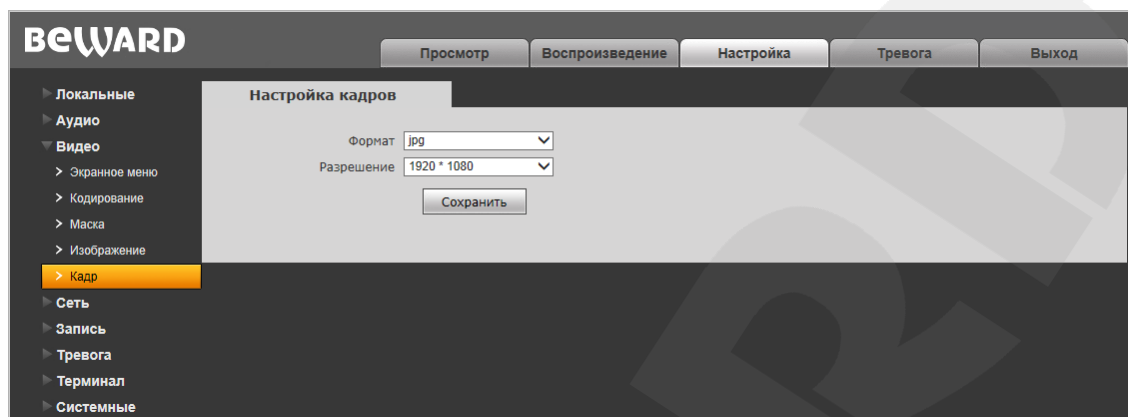 BEWARD
Просмотр
Воспроизведение
Настройка
Тревога
Выход
Локальные
Аудио
Видео
Экранное меню
Кодирование
Маска
Изображение
Кадр
Сеть
Запись
Тревога
Терминал
Системные
Настройка кадров
Формат jpg
Разрешение 1920 * 1080
Сохранить